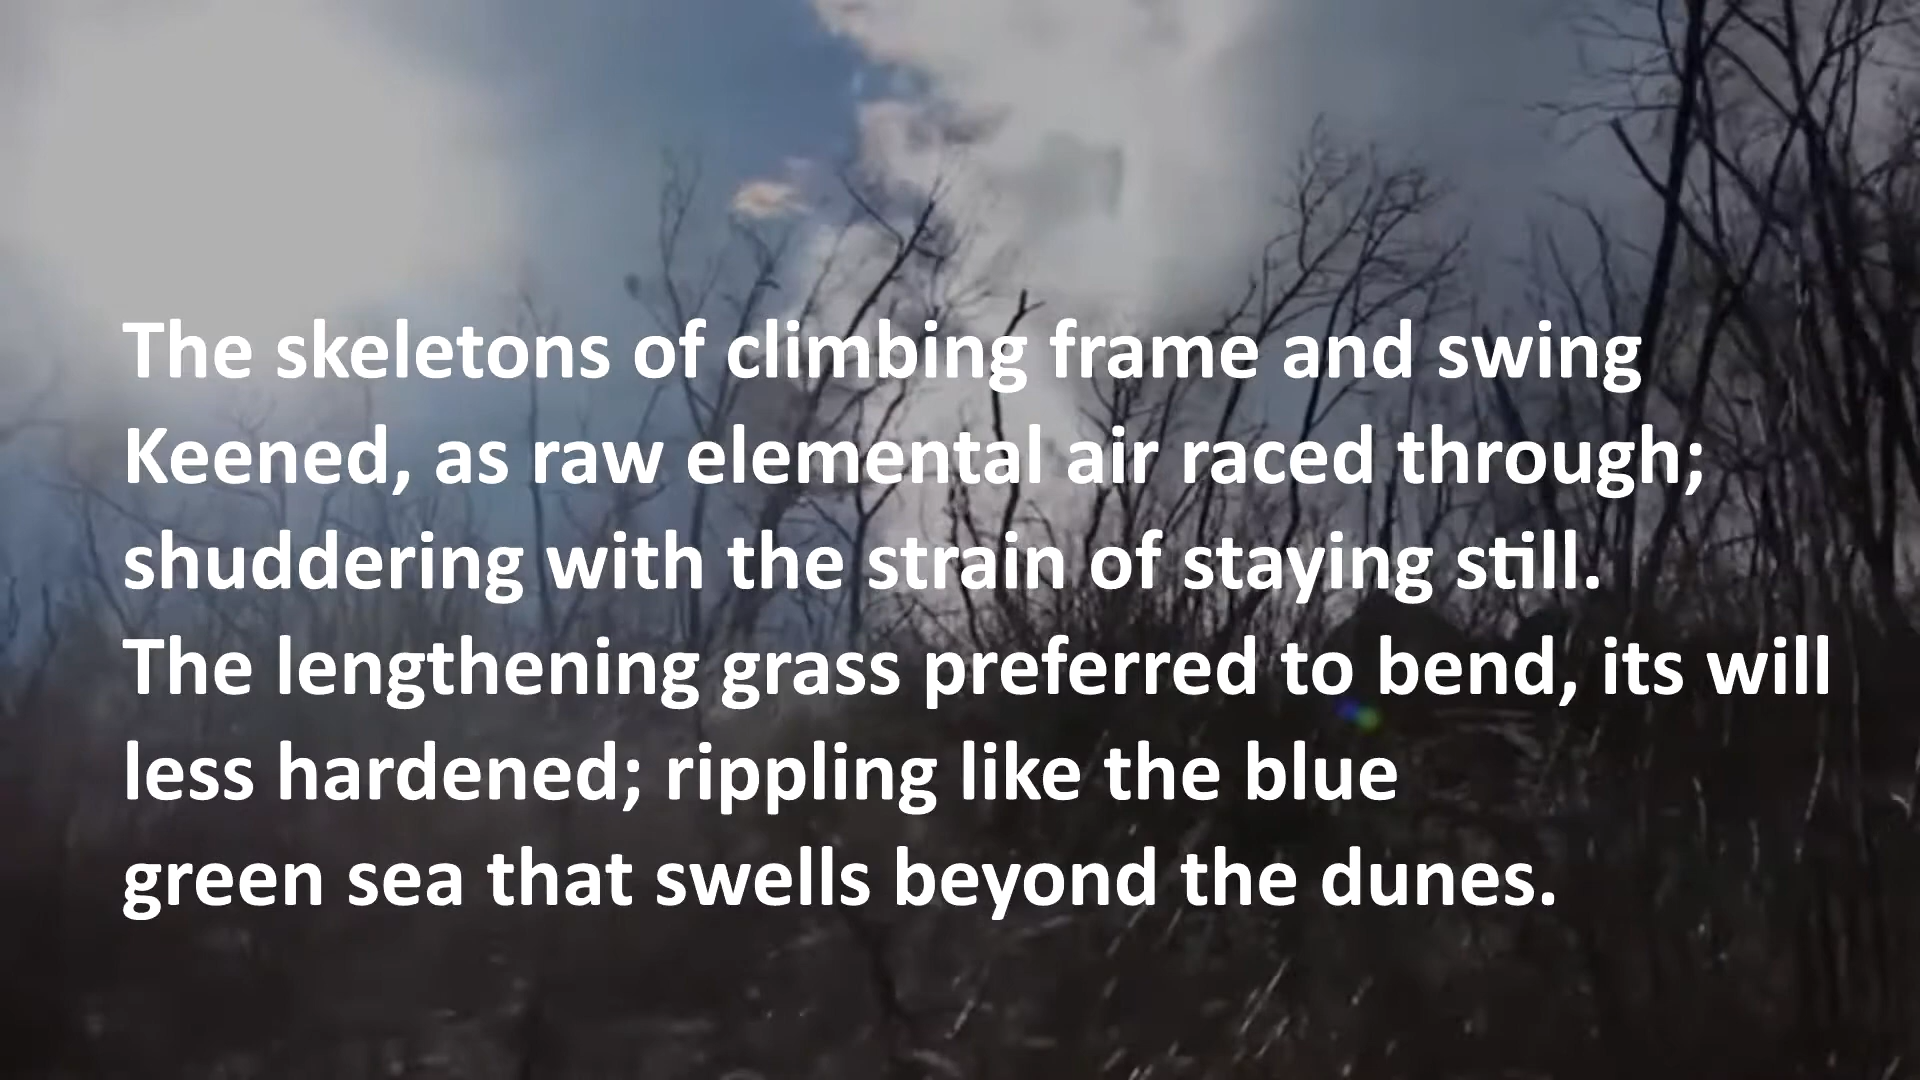 The skeletons of climbing frame and swing
Keened, as raw elemental air raced through;
shuddering with the strain of staying still.
The lengthening grass preferred to bend, its will
less hardened; rippling like the blue
green sea that swells beyond the dunes.